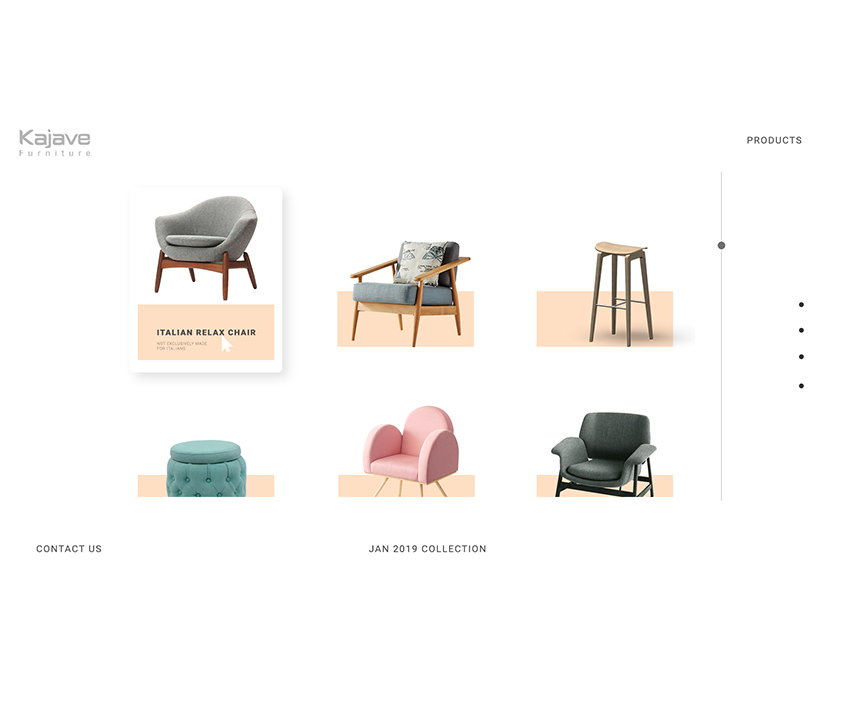 Kajave
Furniture
PRODUCTS
ITALIAN RELAX CHAIR
NOT EXCLUSIVELY MADE
FOR ITALIANS
CONTACT US
JAN 2019 COLLECTION